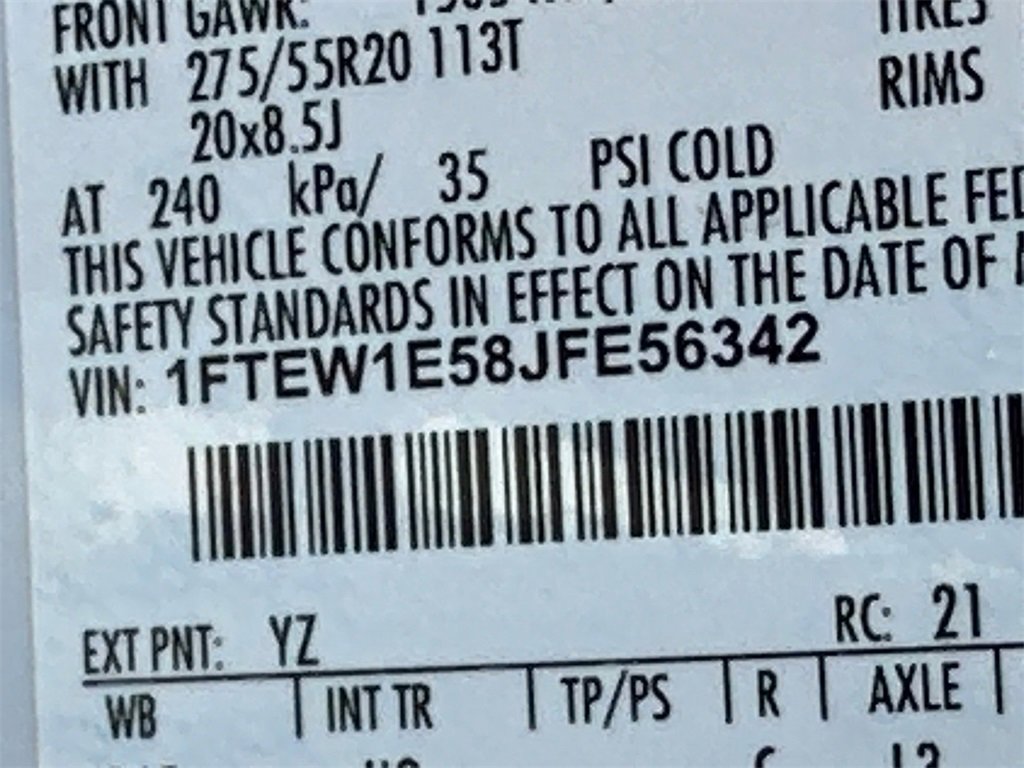 FRONT GAWR:
TIRES
WITH 275/55R20 113T
RIMS
20x8.5J
AT 240 kPa/ 35 PSI COLD
THIS VEHICLE CONFORMS TO ALL APPLICABLE FED
SAFETY STANDARDS IN EFFECT ON THE DATE OF
VIN: 1FTEW1E58JFE56342
EXT PNT: YZ
RC: 21
WB | INT TR | TP/PS | R | AXLE |